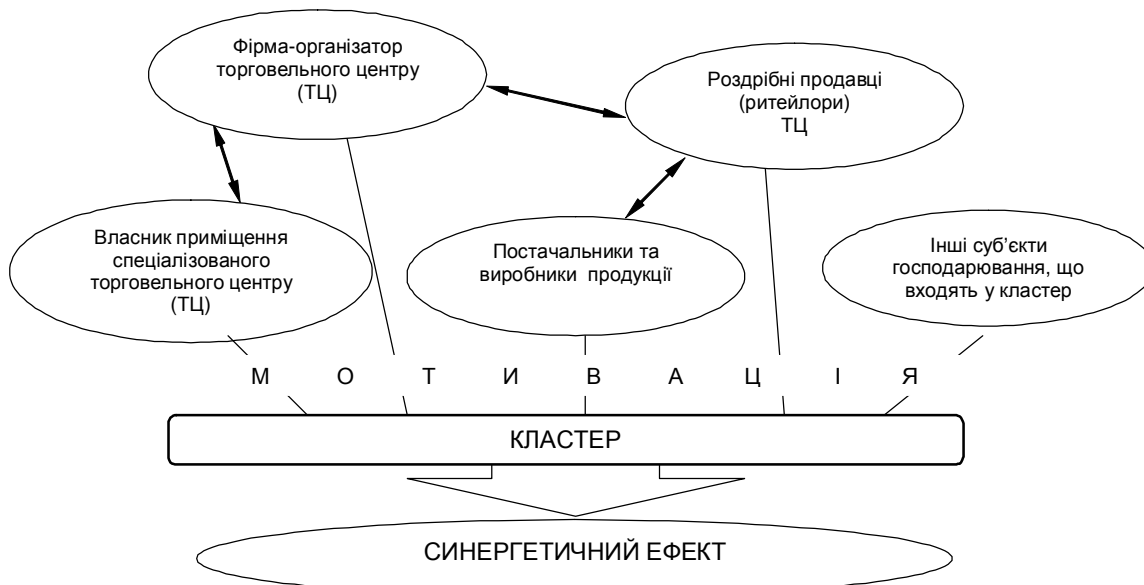 Фірма-організатор
торговельного центру
(ТЦ)
Роздрібні продавці
(ритейлори)
ТЦ
Власник приміщення
спеціалізованого
торговельного центру
(ТЦ)
Постачальники та
виробники продукції
Інші суб’єкти
господарювання, що
входять у кластер
М О Т И В А Ц І Я
КЛАСТЕР
СИНЕРГЕТИЧНИЙ ЕФЕКТ